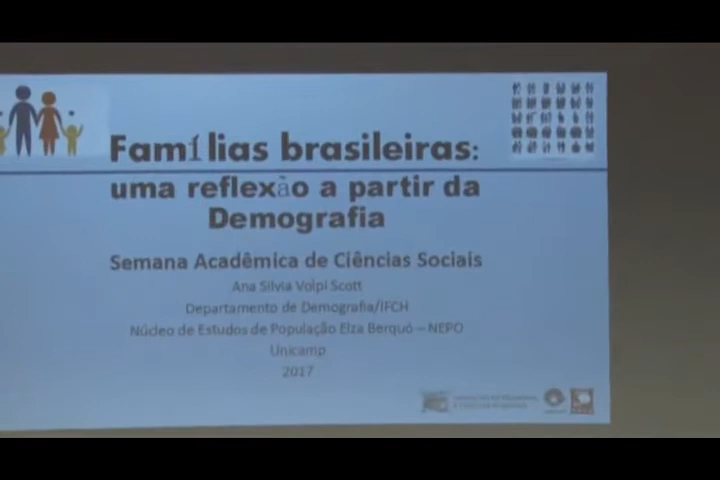 Famílias brasileiras:
uma reflexão a partir da
Demografia
Semana Acadêmica de Ciências Sociais
Ana Silvia Volpi Scott
Departamento de Demografia/IFCH
Núcleo de Estudos de População Elza Berquó – NEPO
Unicamp
2017